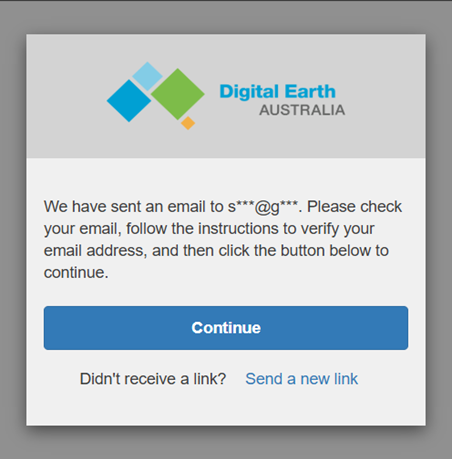 Digital Earth
AUSTRALIA
We have sent an email to s***@g***. Please check
your email, follow the instructions to verify your
email address, and then click the button below to
continue.
Continue
Didn't receive a link? Send a new link